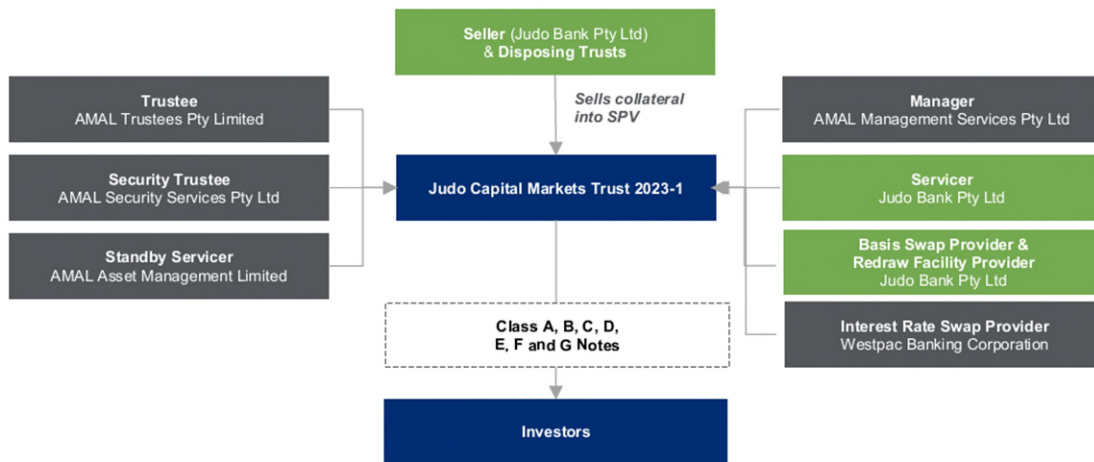 Seller (Judo Bank Pty Ltd)
& Disposing Trusts
Sells collateral
into SPV
Trustee
AMAL Trustees Pty Limited
Security Trustee
AMAL Security Services Pty Ltd
Standby Servicer
AMAL Asset Management Limited
Judo Capital Markets Trust 2023-1
Manager
AMAL Management Services Pty Ltd
Servicer
Judo Bank Pty Ltd
Basis Swap Provider &
Redraw Facility Provider
Judo Bank Pty Ltd
Interest Rate Swap Provider
Westpac Banking Corporation
Class A, B, C, D,
E, F and G Notes
Investors